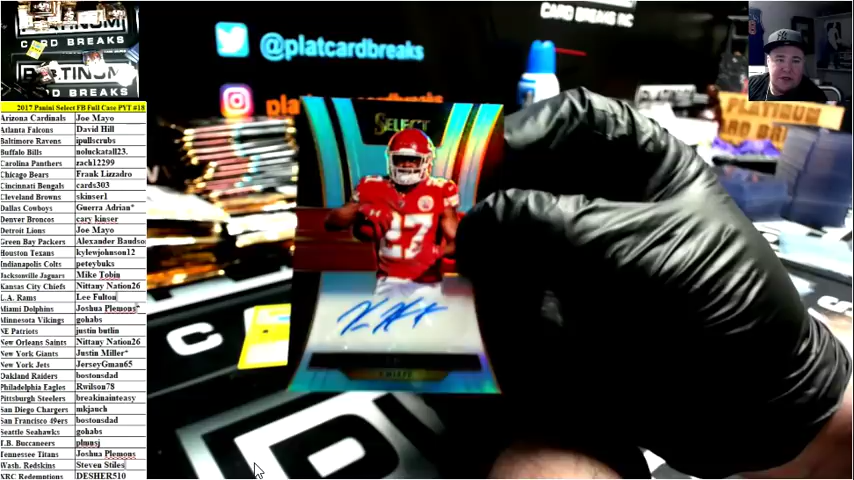 CARD BREAKS NC
@platcardbreaks
CARD BREAKS
PLATINUM
CARD BREAKS
SELECT
27
CHIEFS
2017 Panini Select FB Full Case PYT #18
Arizona Cardinals Joe Mayo
Atlanta Falcons David Hill
Baltimore Ravens ipullscrubs
Buffalo Bills noluckatall23.
Carolina Panthers rach12299
Chicago Bears Frank Lizzadro
Cincinnati Bengals cards303
Cleveland Browns skinser1
Dallas Cowboys Guerra Adrian*
Denver Broncos cary kinser
Detroit Lions Joe Mayo
Green Bay Packers Alexander Baudso
Houston Texans kylewjohnson12
Indianapolis Colts peteybuks
Jacksonville Jaguars Mike Tobin
Kansas City Chiefs Nittany Nation26
L.A. Rams Lee Fulton
Miami Dolphins Joshua Plemons*
Minnesota Vikings gohabs
NE Patriots justin butlin
New Orleans Saints Nittany Nation26
New York Giants Justin Miller*
New York Jets JerseyGman65
Oakland Raiders bostonsdad
Philadelphia Eagles Rwilson78
Pittsburgh Steelers breakinainteasy
San Diego Chargers mkjauch
San Francisco 49ers bostonsdad
Seattle Seahawks gohabs
T.B. Buccaneers
Tennessee Titans Joshua Plemons
Wash. Redskins Steven Stiles
XRC Redemptions DESHER510